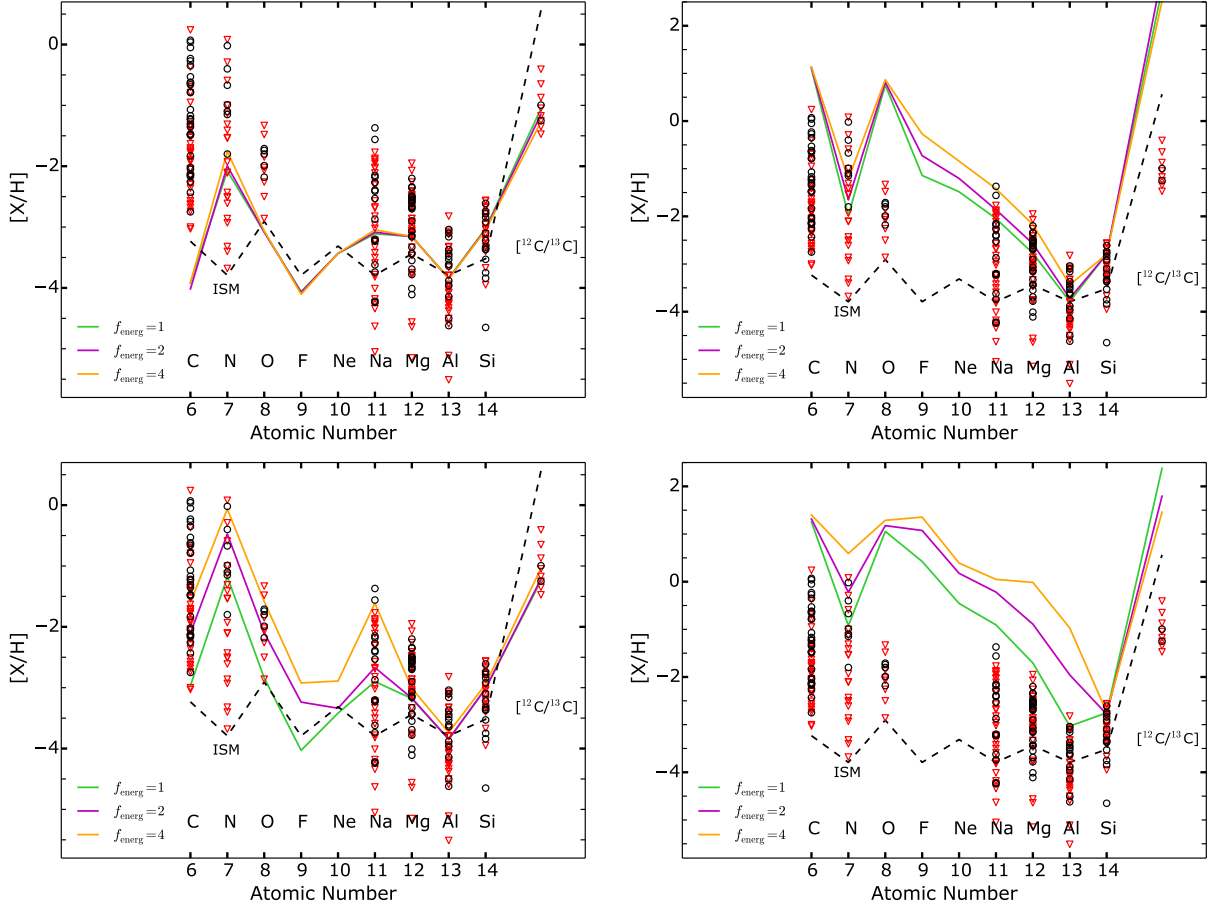 0
−2
−4
[X/H]
ISM
[¹²C/¹³C]
f_energ=1
f_energ=2
f_energ=4
C N O F Ne Na Mg Al Si
6 7 8 9 10 11 12 13 14
Atomic Number
2
0
−2
−4
[X/H]
ISM
[¹²C/¹³C]
f_energ=1
f_energ=2
f_energ=4
C N O F Ne Na Mg Al Si
6 7 8 9 10 11 12 13 14
Atomic Number
0
−2
−4
[X/H]
ISM
[¹²C/¹³C]
f_energ=1
f_energ=2
f_energ=4
C N O F Ne Na Mg Al Si
6 7 8 9 10 11 12 13 14
Atomic Number
2
0
−2
−4
[X/H]
ISM
[¹²C/¹³C]
f_energ=1
f_energ=2
f_energ=4
C N O F Ne Na Mg Al Si
6 7 8 9 10 11 12 13 14
Atomic Number